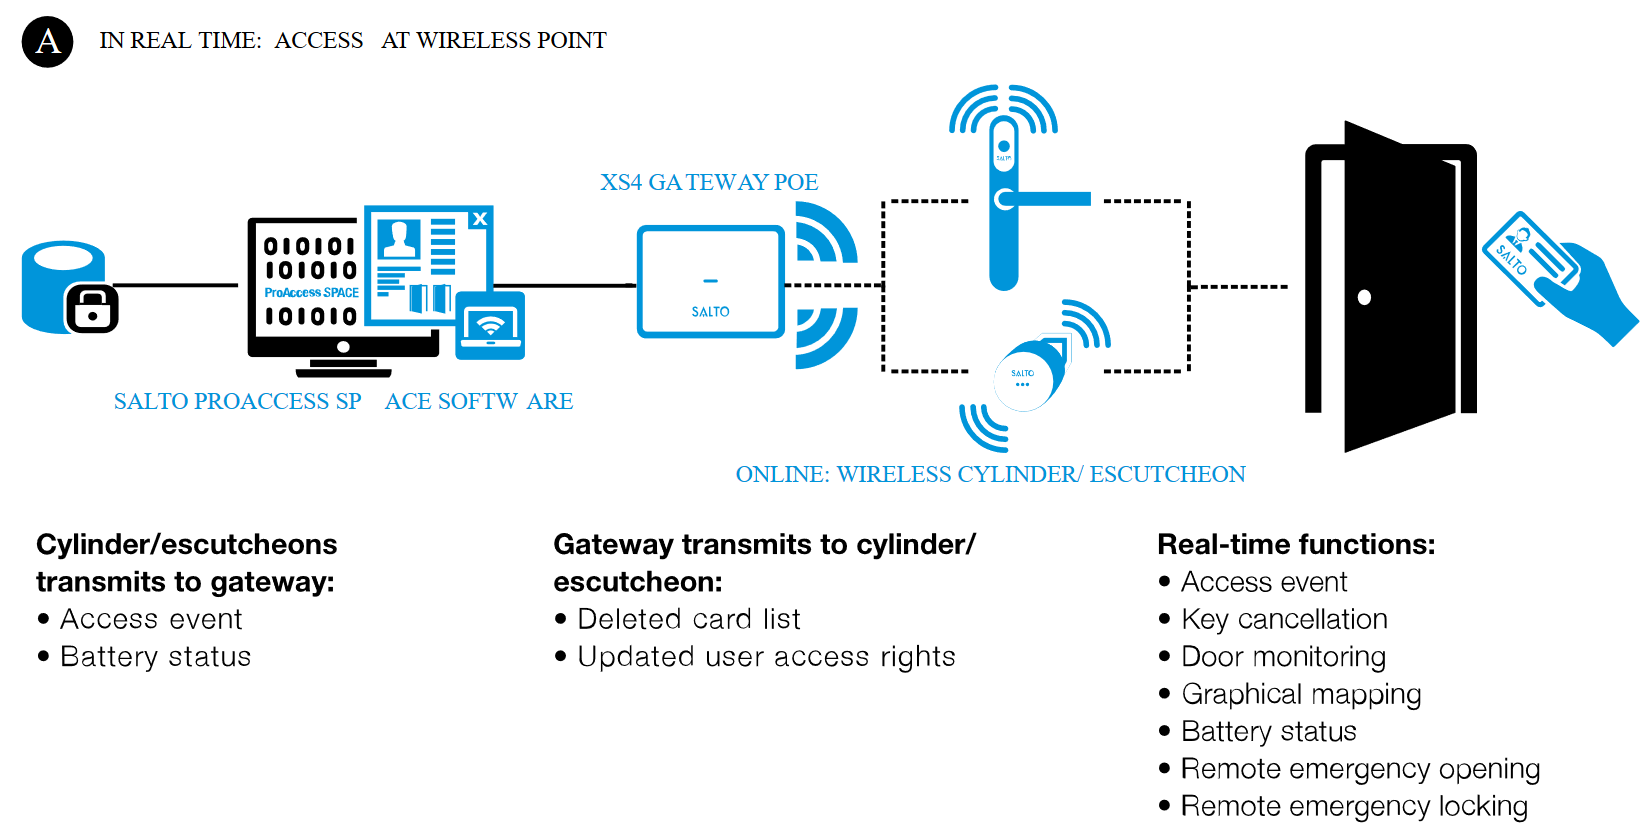 A IN REAL TIME: ACCESS AT WIRELESS POINT
XS4 GATEWAY POE
SALTO
010101
101010
ProAccess SPACE
101010
X
SALTO
SALTO
SALTO
SALTO PROACCESS SP ACE SOFTW ARE
ONLINE: WIRELESS CYLINDER/ ESCUTCHEON
Cylinder/escutcheons
transmits to gateway:
• Access event
• Battery status
Gateway transmits to cylinder/
escutcheon:
• Deleted card list
• Updated user access rights
Real-time functions:
• Access event
• Key cancellation
• Door monitoring
• Graphical mapping
• Battery status
• Remote emergency opening
• Remote emergency locking